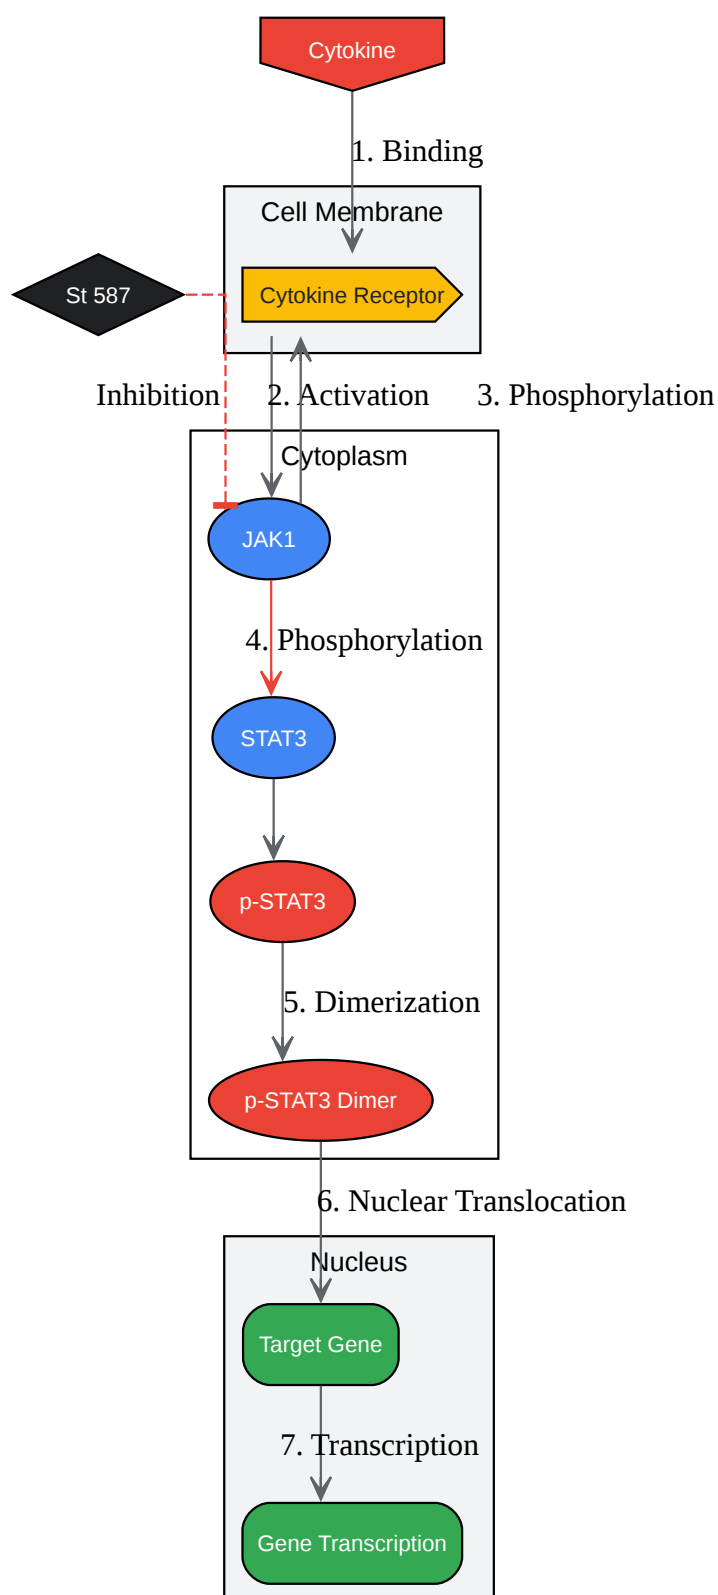 Cytokine
1. Binding
Cell Membrane
St 587
Cytokine Receptor
Inhibition
2. Activation
3. Phosphorylation
Cytoplasm
JAK1
4. Phosphorylation
STAT3
p-STAT3
5. Dimerization
p-STAT3 Dimer
6. Nuclear Translocation
Nucleus
Target Gene
7. Transcription
Gene Transcription